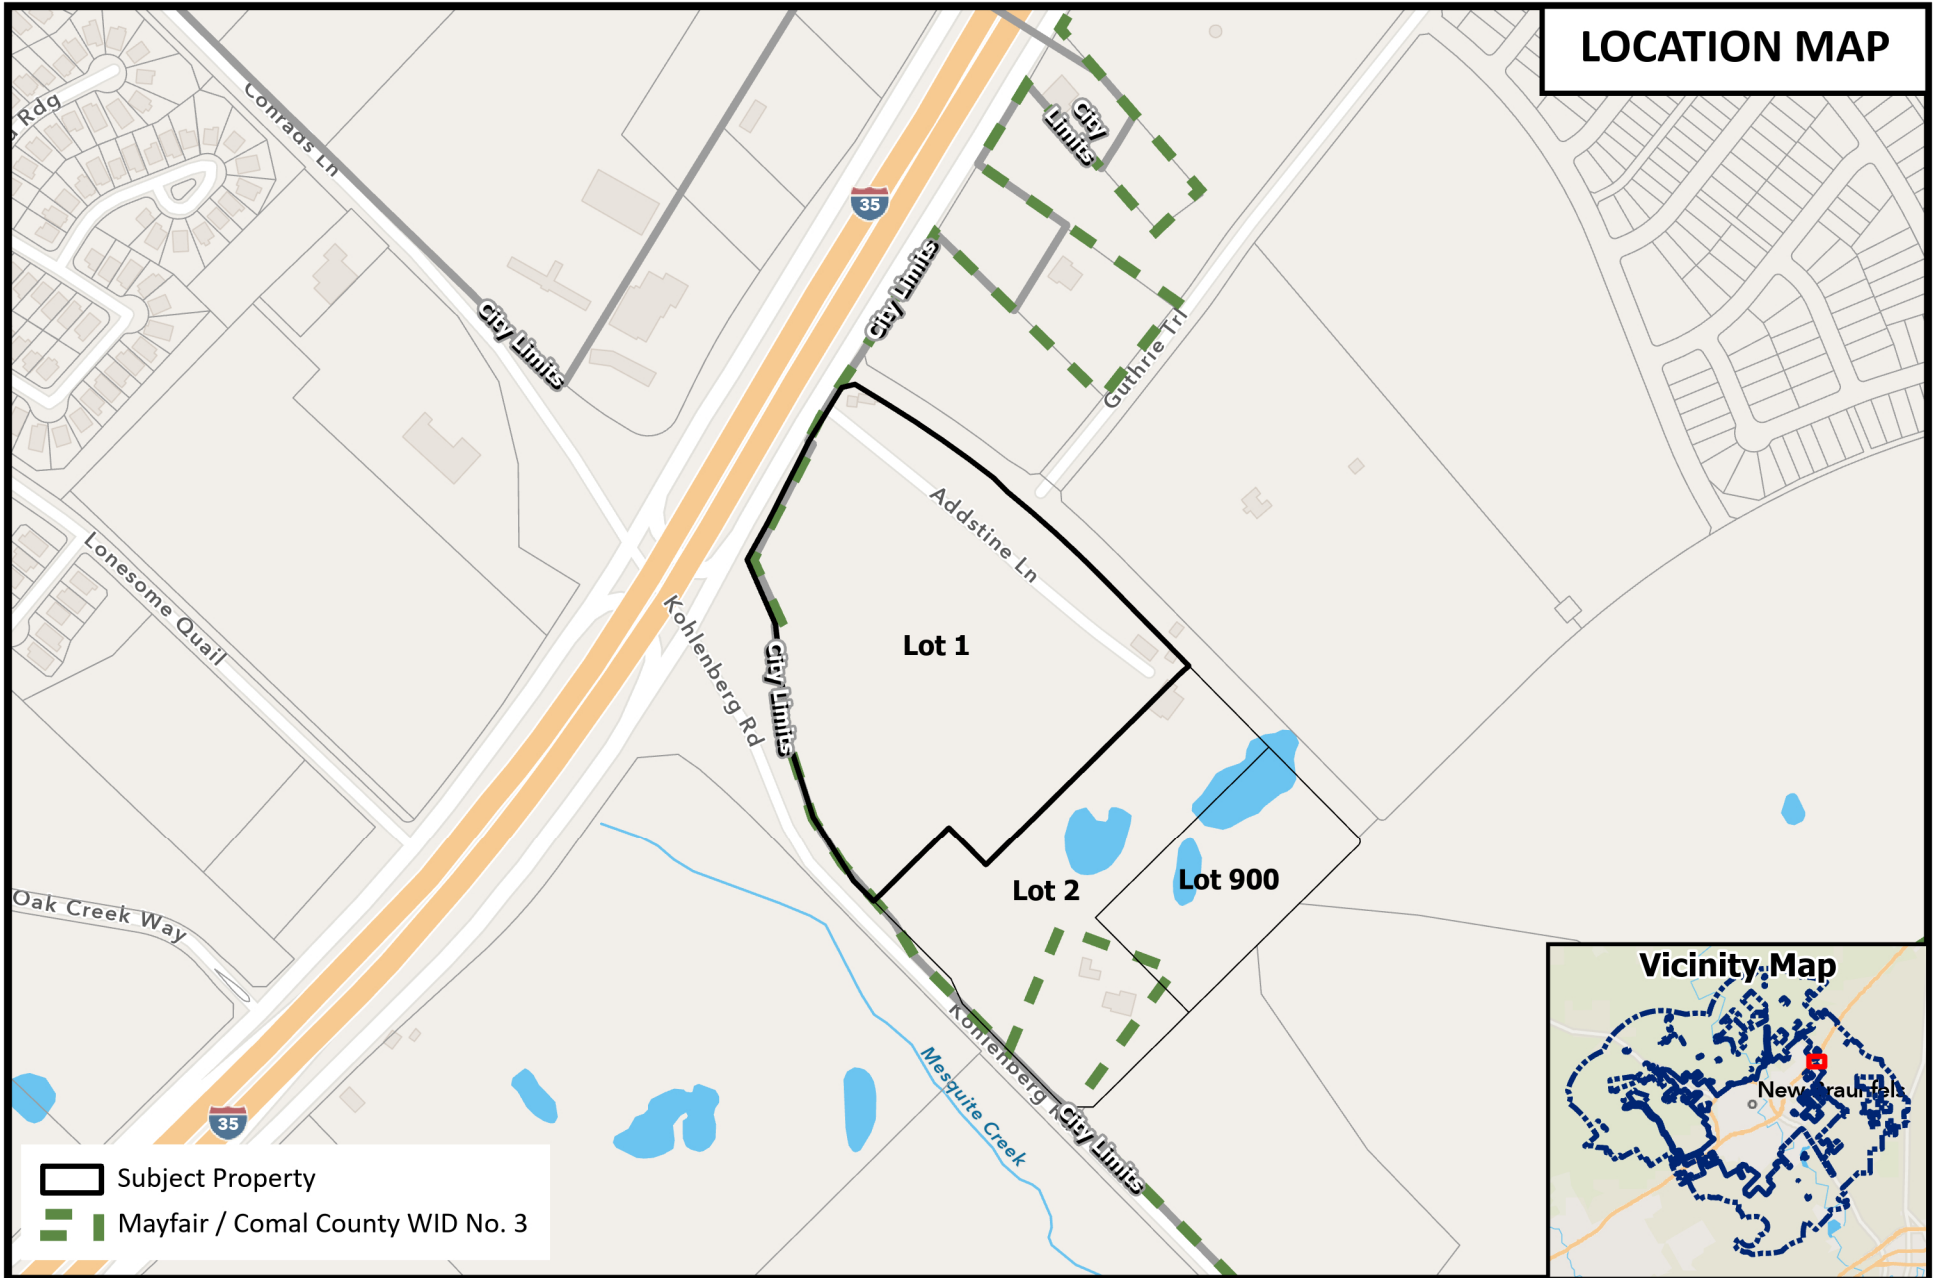 LOCATION MAP
Rdg
Conrads Ln
City
Limits
35
City Limits
City Limits
Guthrie Trl
Addstine Ln
Lonesome Quail
Kohlenberg Rd
Lot 1
City Limits
Lot 2
Lot 900
Oak Creek Way
Kohlenberg R
Mesquite Creek
City Limits
35
Vicinity Map
New Braunfels
Subject Property
Mayfair / Comal County WID No. 3